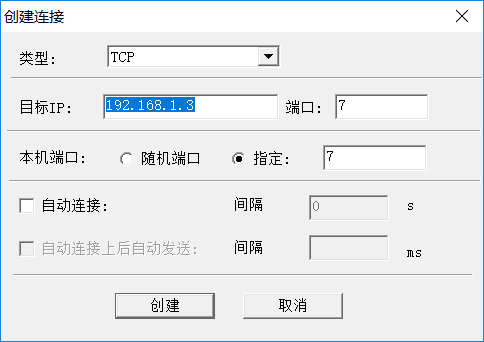 创建连接
类型: TCP
目标IP: 192.168.1.3 端口: 7
本机端口: 随机端口 指定: 7
自动连接: 间隔 0 s
自动连接上后自动发送: 间隔 ms
创建 取消